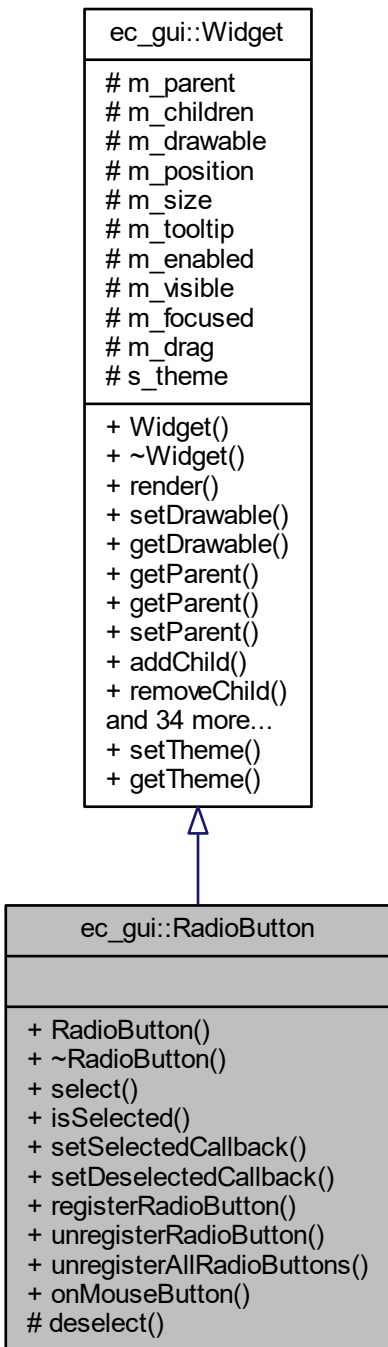 ec_gui::Widget
# m_parent
# m_children
# m_drawable
# m_position
# m_size
# m_tooltip
# m_enabled
# m_visible
# m_focused
# m_drag
# s_theme
+ Widget()
+ ~Widget()
+ render()
+ setDrawable()
+ getDrawable()
+ getParent()
+ getParent()
+ setParent()
+ addChild()
+ removeChild()
and 34 more...
+ setTheme()
+ getTheme()
ec_gui::RadioButton
+ RadioButton()
+ ~RadioButton()
+ select()
+ isSelected()
+ setSelectedCallback()
+ setDeselectedCallback()
+ registerRadioButton()
+ unregisterRadioButton()
+ unregisterAllRadioButtons()
+ onMouseButton()
# deselect()